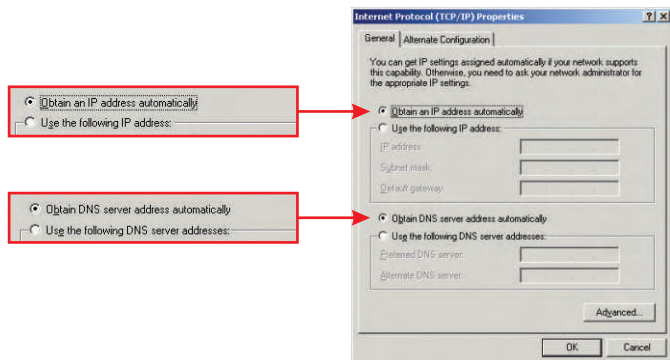 Internet Protocol (TCP/IP) Properties
General
Alternate Configuration
You can get IP settings assigned automatically if your network supports
this capability. Otherwise, you need to ask your network administrator for
the appropriate IP settings.
Obtain an IP address automatically
Use the following IP address:
Obtain an IP address automatically
Use the following IP address:
IP address
Subnet mask:
Default gateway:
Obtain DNS server address automatically
Use the following DNS server addresses:
Obtain DNS server address automatically
Use the following DNS server addresses:
Preferred DNS server:
Alternate DNS server:
Advanced...
OK
Cancel